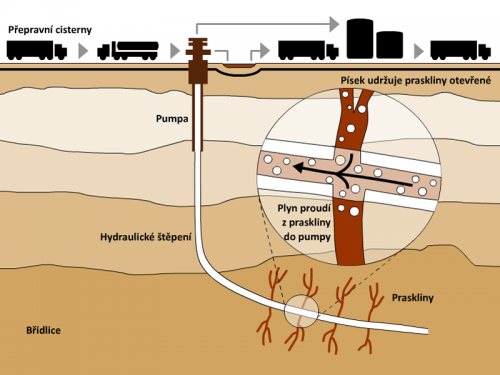 Přepravní cisterny
Písek udržuje praskliny otevřené
Pumpa
Plyn proudí
z praskliny
do pumpy
Hydraulické štěpení
Praskliny
Břidlice